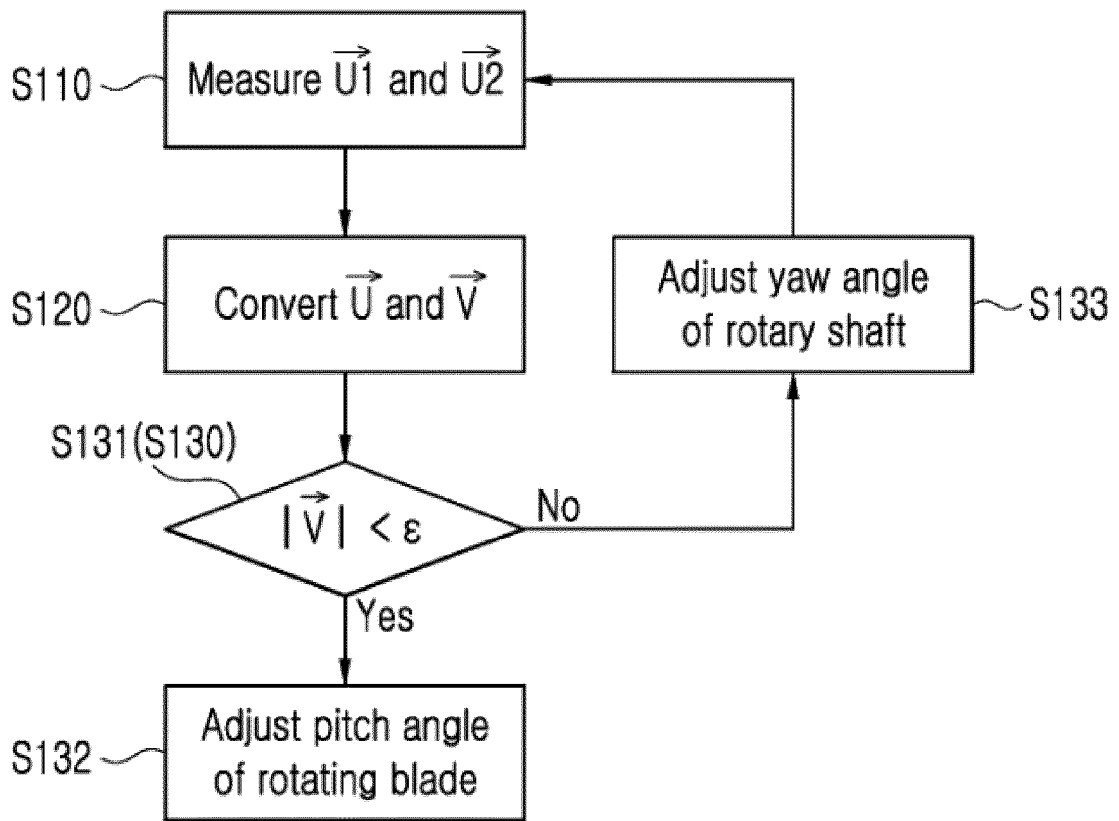 S110
Measure U1⃗ and U2⃗
S120
Convert U⃗ and V⃗
Adjust yaw angle
of rotary shaft
S133
S131(S130)
|V⃗| < ε
No
Yes
S132
Adjust pitch angle
of rotating blade